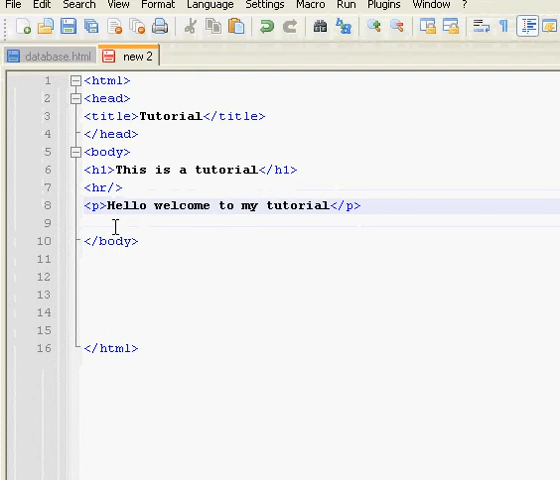 File Edit Search View Format Language Settings Macro Run Plugins Window ?
database.html new 2
1 <html>
2 <head>
3 <title>Tutorial</title>
4 </head>
5 <body>
6 <h1>This is a tutorial</h1>
7 <hr/>
8 <p>Hello welcome to my tutorial</p>
9
10 </body>
11
12
13
14
15
16 </html>